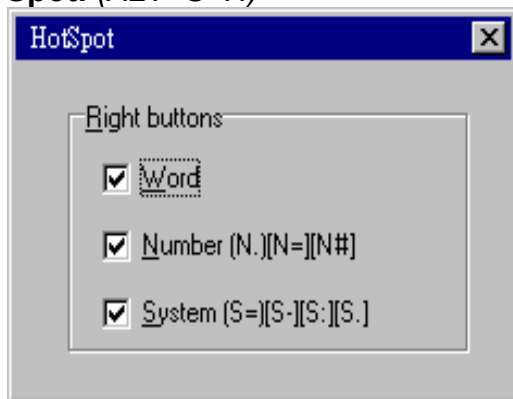 HotSpot
Right buttons
Word
Number (N.)[N=][N#]
System (S=)[S-][S:][S.]